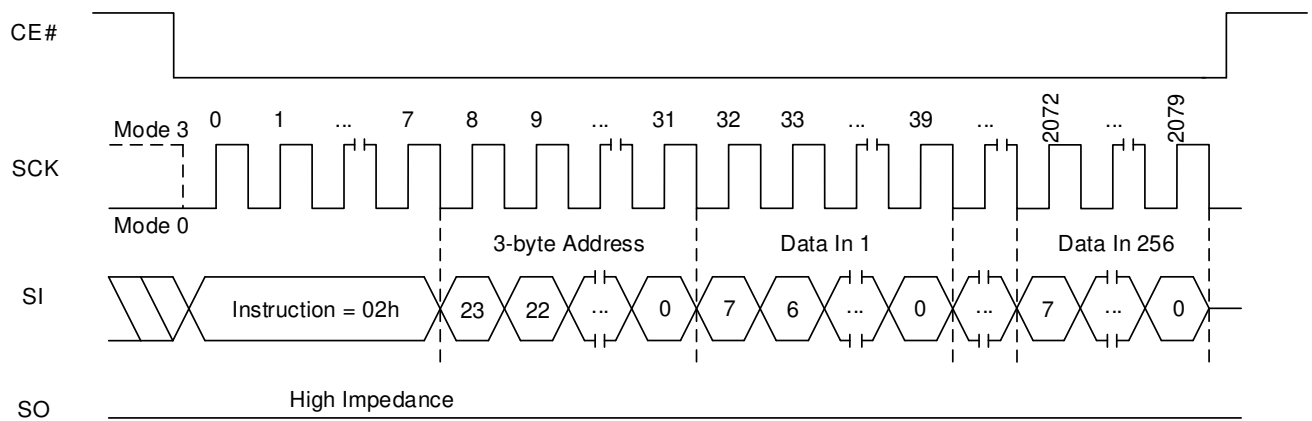 CE#
Mode 3
0 1 ... 7 8 9 ... 31 32 33 ... 39 ... 2072 ... 2079
SCK
Mode 0
3-byte Address Data In 1 Data In 256
SI
Instruction = 02h 23 22 ... 0 7 6 ... 0 ... 7 ... 0
High Impedance
SO